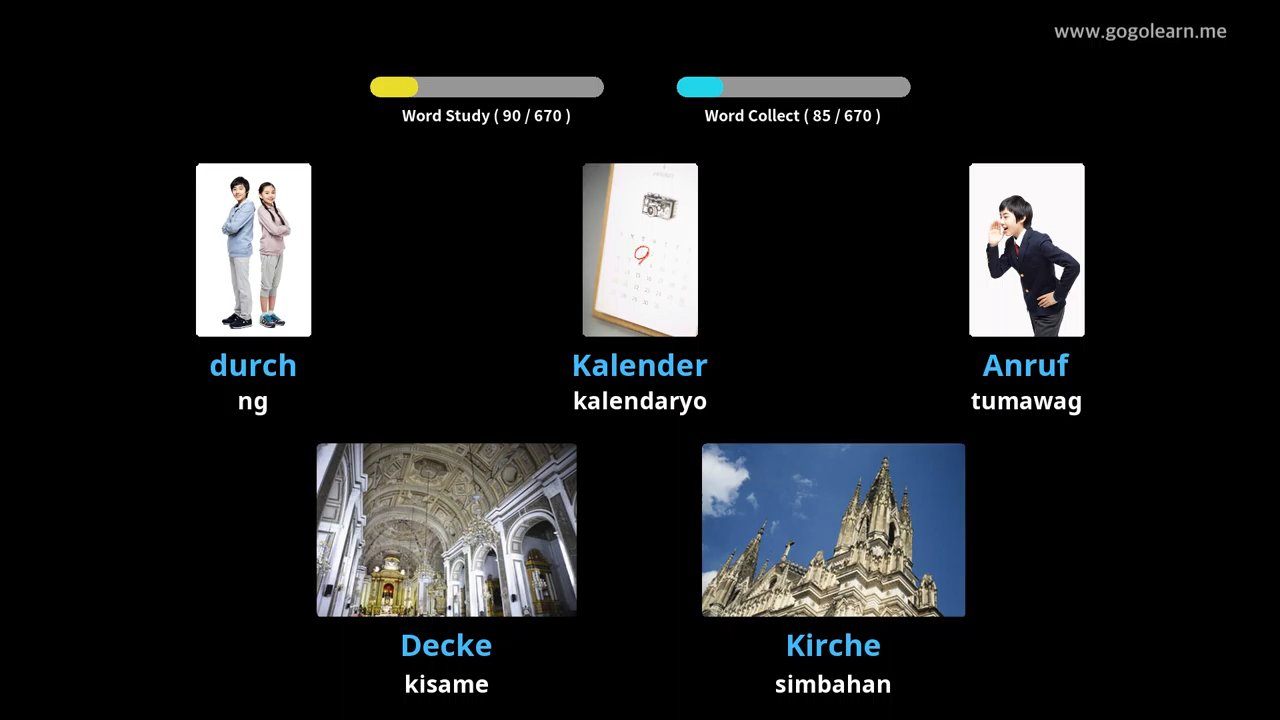 www.gogolearn.me
Word Study ( 90 / 670 )
Word Collect ( 85 / 670 )
durch
ng
Kalender
kalendaryo
Anruf
tumawag
Decke
kisame
Kirche
simbahan